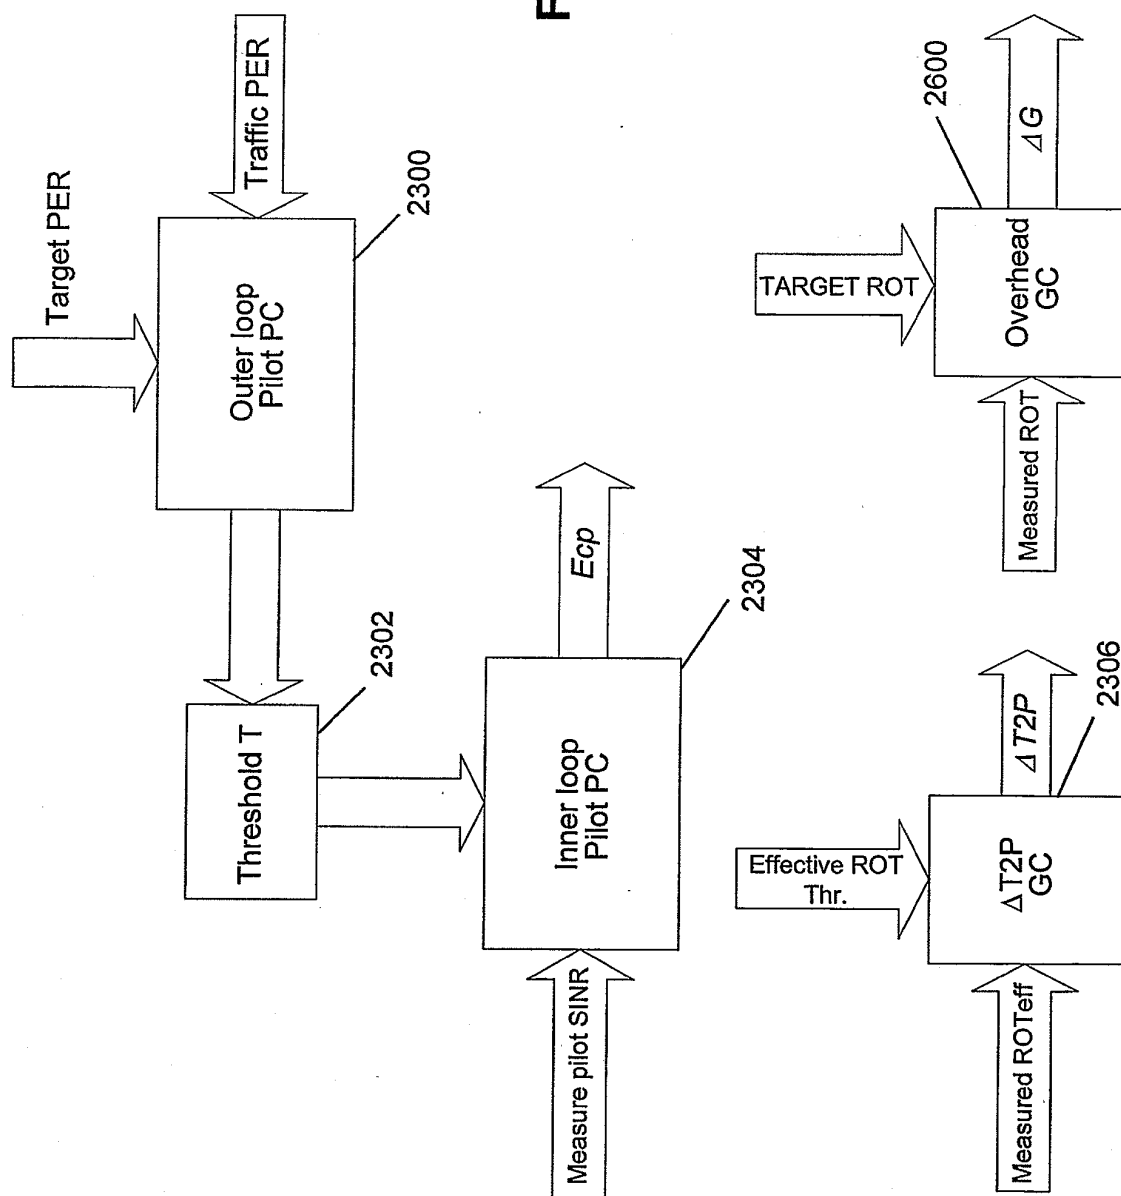 F
Target PER
Traffic PER
Outer loop
Pilot PC
2300
Threshold T
2302
Measure pilot SINR
Inner loop
Pilot PC
Ecp
2304
Effective ROT
Thr.
Measured ROTeff
ΔT2P
GC
ΔT2P
2306
TARGET ROT
Measured ROT
Overhead
GC
ΔG
2600